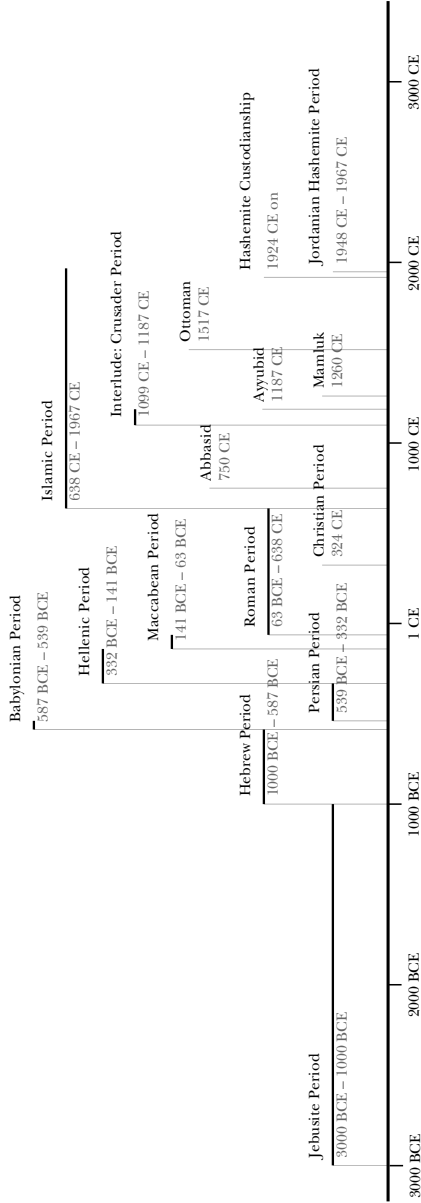 Babylonian Period
587 BCE – 539 BCE
Islamic Period
638 CE – 1967 CE
Hellenic Period
332 BCE – 141 BCE
Interlude: Crusader Period
1099 CE – 1187 CE
Maccabean Period
141 BCE – 63 BCE
Ottoman
1517 CE
Abbasid
750 CE
Hebrew Period
1000 BCE – 587 BCE
Roman Period
63 BCE – 638 CE
Ayyubid
1187 CE
Hashemite Custodianship
1924 CE on
Jebusite Period
3000 BCE – 1000 BCE
Persian Period
539 BCE – 332 BCE
Christian Period
324 CE
Mamluk
1260 CE
Jordanian Hashemite Period
1948 CE – 1967 CE
3000 BCE
2000 BCE
1000 BCE
1 CE
1000 CE
2000 CE
3000 CE